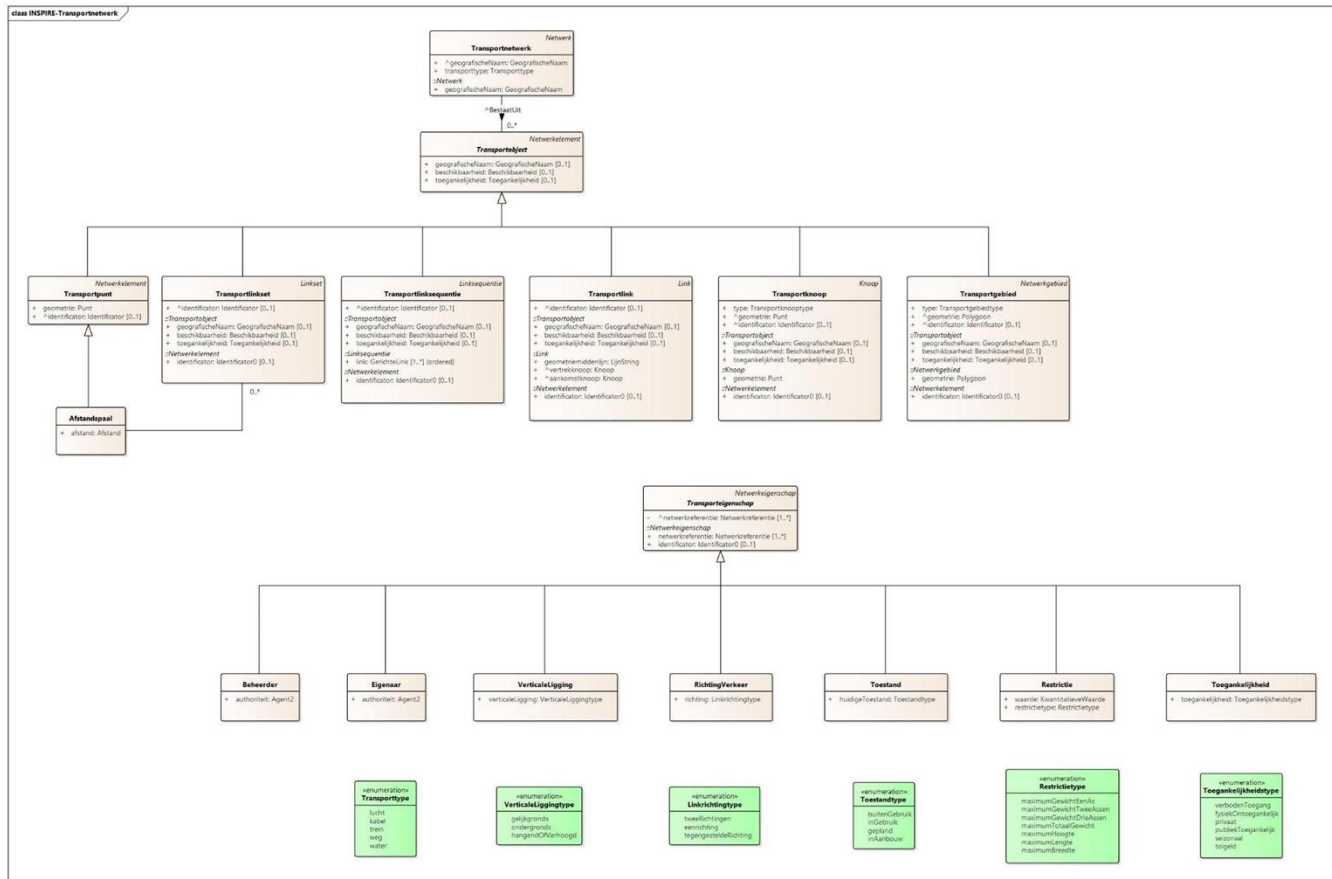 class INSPIRE-Transportnetwerk
Netwerk
Transportnetwerk
+ ^geografischeNaam: GeografischeNaam
+ transporttype: Transporttype
::Netwerk
+ geografischeNaam: GeografischeNaam
^BestaatUit
0..*
Netwerkelement
Transportobject
+ geografischeNaam: GeografischeNaam [0..1]
+ beschikbaarheid: Beschikbaarheid [0..1]
+ toegankelijkheid: Toegankelijkheid [0..1]
Netwerkelement
Transportpunt
+ geometrie: Punt
+ ^identificator: Identificator [0..1]
Linkset
Transportlinkset
+ ^identificator: Identificator [0..1]
::Transportobject
+ geografischeNaam: GeografischeNaam [0..1]
+ beschikbaarheid: Beschikbaarheid [0..1]
+ toegankelijkheid: Toegankelijkheid [0..1]
::Netwerkelement
+ identificator: Identificator0 [0..1]
Linksequentie
Transportlinksequentie
+ ^identificator: Identificator [0..1]
::Transportobject
+ geografischeNaam: GeografischeNaam [0..1]
+ beschikbaarheid: Beschikbaarheid [0..1]
+ toegankelijkheid: Toegankelijkheid [0..1]
::Linksequentie
+ link: GerichteLink [1..*] {ordered}
::Netwerkelement
+ identificator: Identificator0 [0..1]
Link
Transportlink
+ ^identificator: Identificator [0..1]
::Transportobject
+ geografischeNaam: GeografischeNaam [0..1]
+ beschikbaarheid: Beschikbaarheid [0..1]
+ toegankelijkheid: Toegankelijkheid [0..1]
::Link
+ geometriemiddenlijn: LijnString
+ ^vertrekknoop: Knoop
+ ^aankomstknoop: Knoop
::Netwerkelement
+ identificator: Identificator0 [0..1]
Knoop
Transportknoop
+ type: Transportknooptype
+ ^geometrie: Punt
+ ^identificator: Identificator [0..1]
::Transportobject
+ geografischeNaam: GeografischeNaam [0..1]
+ beschikbaarheid: Beschikbaarheid [0..1]
+ toegankelijkheid: Toegankelijkheid [0..1]
::Knoop
+ geometrie: Punt
::Netwerkelement
+ identificator: Identificator0 [0..1]
Netwerkgebied
Transportgebied
+ type: Transportgebiedtype
+ ^geometrie: Polygoon
+ ^identificator: Identificator [0..1]
::Transportobject
+ geografischeNaam: GeografischeNaam [0..1]
+ beschikbaarheid: Beschikbaarheid [0..1]
+ toegankelijkheid: Toegankelijkheid [0..1]
::Netwerkgebied
+ geometrie: Polygoon
::Netwerkelement
+ identificator: Identificator0 [0..1]
0..*
Afstandspaal
+ afstand: Afstand
Netwerkeigenschap
Transporteigenschap
- ^netwerkreferentie: Netwerkreferentie [1..*]
::Netwerkeigenschap
+ netwerkreferentie: Netwerkreferentie [1..*]
+ identificator: Identificator0 [0..1]
Beheerder
+ authoriteit: Agent2
Eigenaar
+ authoriteit: Agent2
VerticaleLigging
+ verticaleLigging: VerticaleLiggingtype
RichtingVerkeer
+ richting: Linkrichtingtype
Toestand
+ huidigeToestand: Toestandtype
Restrictie
+ waarde: KwantitatieveWaarde
+ restrictietype: Restrictietype
Toegankelijkheid
+ toegankelijkheid: Toegankelijkheidstype
«enumeration»
Transporttype
lucht
kabel
trein
weg
water
«enumeration»
VerticaleLiggingtype
gelijkgronds
ondergronds
hangendOfVerhoogd
«enumeration»
Linkrichtingtype
tweeRichtingen
eenrichting
tegengesteldeRichting
«enumeration»
Toestandtype
buitenGebruik
inGebruik
gepland
inAanbouw
«enumeration»
Restrictietype
maximumGewichtEenAs
maximumGewichtTweeAssen
maximumGewichtDrieAssen
maximumTotaalGewicht
maximumHoogte
maximumLengte
maximumBreedte
«enumeration»
Toegankelijkheidstype
verbodenToegang
fysiekOntoegankelijk
privaat
publiekToegankelijk
seizonaal
tolgeld